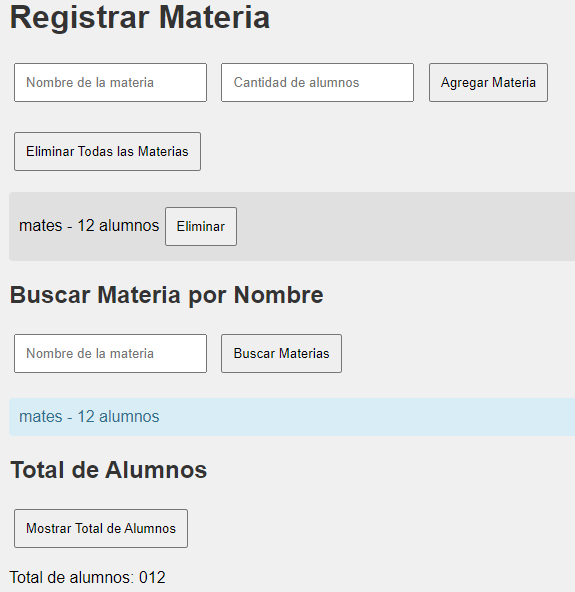 Registrar Materia
Nombre de la materia Cantidad de alumnos Agregar Materia
Eliminar Todas las Materias
mates - 12 alumnos Eliminar
Buscar Materia por Nombre
Nombre de la materia Buscar Materias
mates - 12 alumnos
Total de Alumnos
Mostrar Total de Alumnos
Total de alumnos: 012